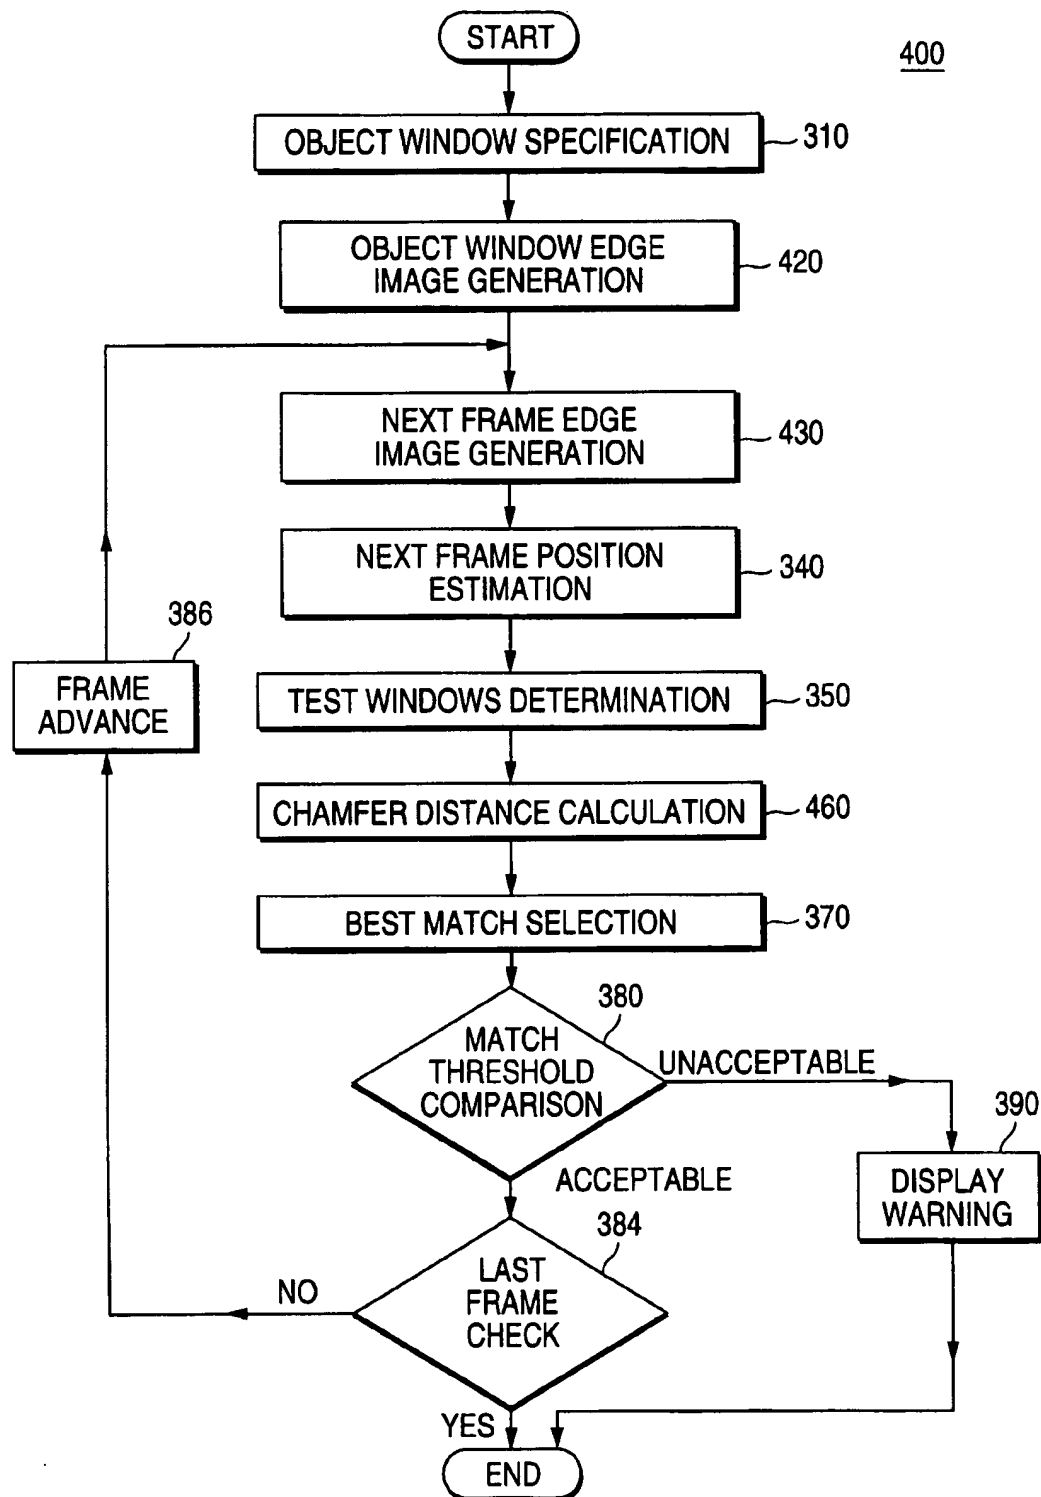 START
400
OBJECT WINDOW SPECIFICATION
310
OBJECT WINDOW EDGE
IMAGE GENERATION
420
NEXT FRAME EDGE
IMAGE GENERATION
430
NEXT FRAME POSITION
ESTIMATION
340
386
FRAME
ADVANCE
TEST WINDOWS DETERMINATION
350
CHAMFER DISTANCE CALCULATION
460
BEST MATCH SELECTION
370
380
MATCH
THRESHOLD
COMPARISON
UNACCEPTABLE
390
DISPLAY
WARNING
ACCEPTABLE
384
LAST
FRAME
CHECK
NO
YES
END